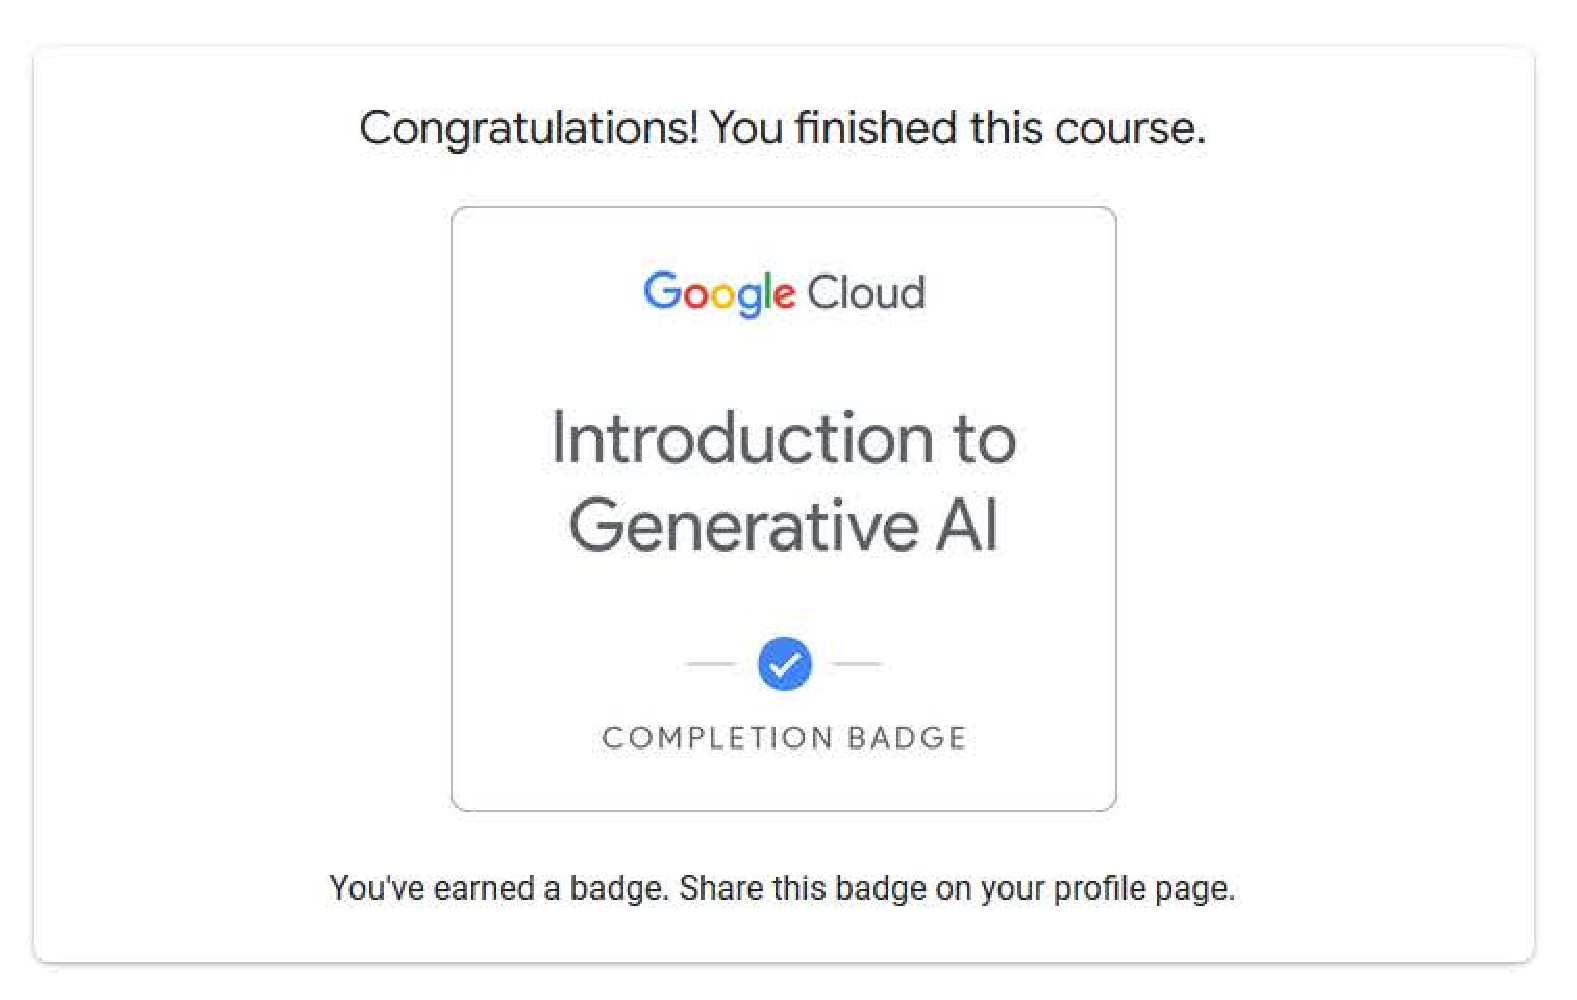 Congratulations! You finished this course.
Google Cloud
Introduction to
Generative AI
COMPLETION BADGE
You've earned a badge. Share this badge on your profile page.